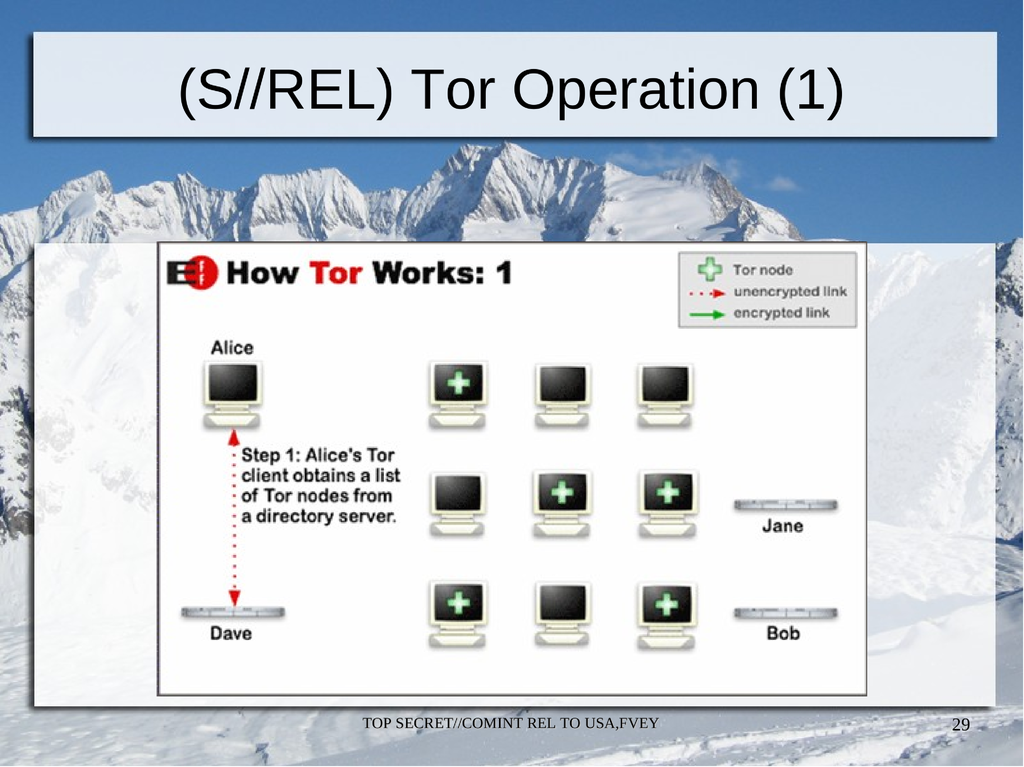 (S//REL) Tor Operation (1)
EFF How Tor Works: 1
Tor node
unencrypted link
encrypted link
Alice
Step 1: Alice's Tor
client obtains a list
of Tor nodes from
a directory server.
Jane
Dave
Bob
TOP SECRET//COMINT REL TO USA,FVEY
29